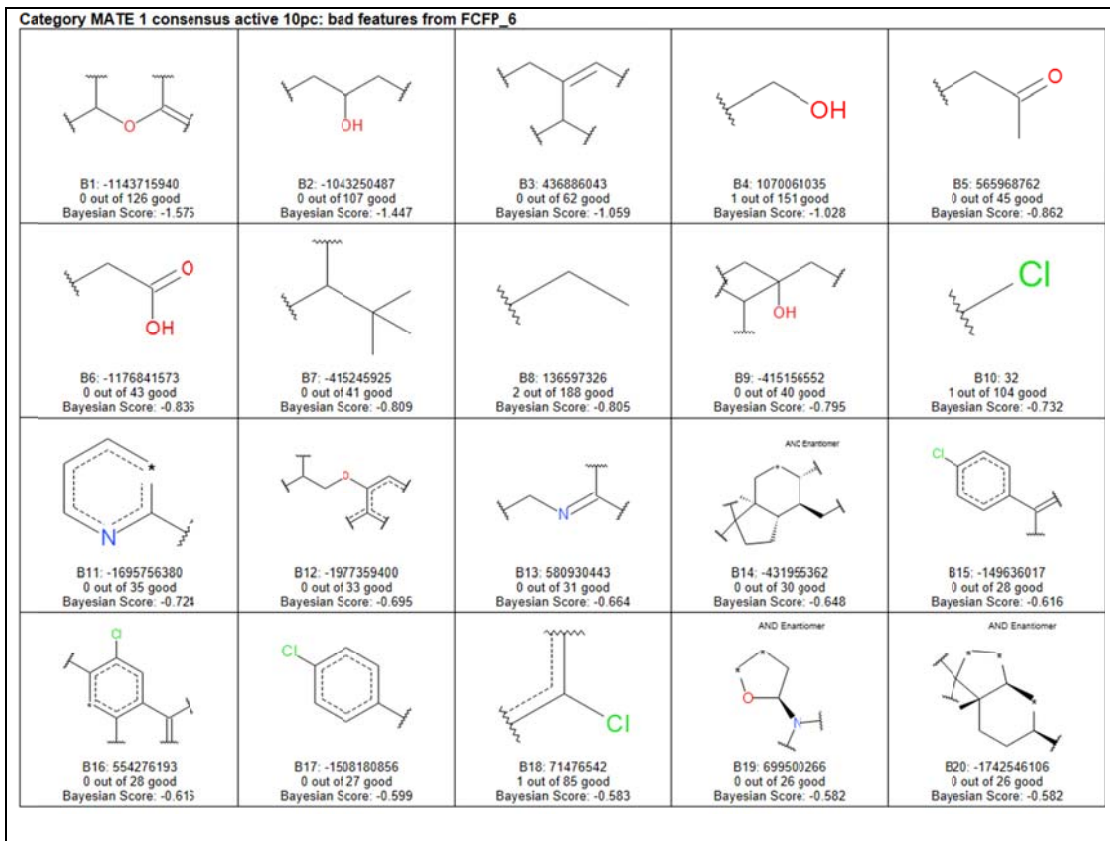 Category MATE 1 consensus active 10pc: bad features from FCFP_6
O
B1: -1143715940
0 out of 126 good
Bayesian Score:
OH
B2: -1043250487
0 out of 107 good
Bayesian Score: -1.447
B3: 436886043
0 out of 62 good
Bayesian Score: -1.059
OH
B4: 1070061035
1 out of 151 good
Bayesian Score: -1.028
O
B5: 565968762
0 out of 45 good
Bayesian Score: -0.862
O
OH
B6: -1176841573
0 out of 43 good
Bayesian Score:
B7: -415245925
0 out of 41 good
Bayesian Score: -0.809
B8: 136597326
2 out of 188 good
Bayesian Score: -0.805
OH
B9: -415156552
0 out of 40 good
Bayesian Score: -0.795
Cl
B10: 32
1 out of 104 good
Bayesian Score: -0.732
*
N
B11: -1695756380
0 out of 35 good
Bayesian Score: -0.724
O
B12: -1977359400
0 out of 33 good
Bayesian Score: -0.695
N
B13: 580930443
0 out of 31 good
Bayesian Score: -0.664
AND Enantiomer
*
B14: -431955362
0 out of 30 good
Bayesian Score: -0.648
Cl
B15: -149636017
0 out of 28 good
Bayesian Score: -0.616
Cl
*
B16: 554276193
0 out of 28 good
Bayesian Score:
Cl
B17: -1508180856
0 out of 27 good
Bayesian Score: -0.599
Cl
B18: 71476542
1 out of 85 good
Bayesian Score: -0.583
AND Enantiomer
*
*
O
N
B19: 699500266
0 out of 26 good
Bayesian Score: -0.582
AND Enantiomer
*
*
*
B20: -1742546106
0 out of 26 good
Bayesian Score: -0.582